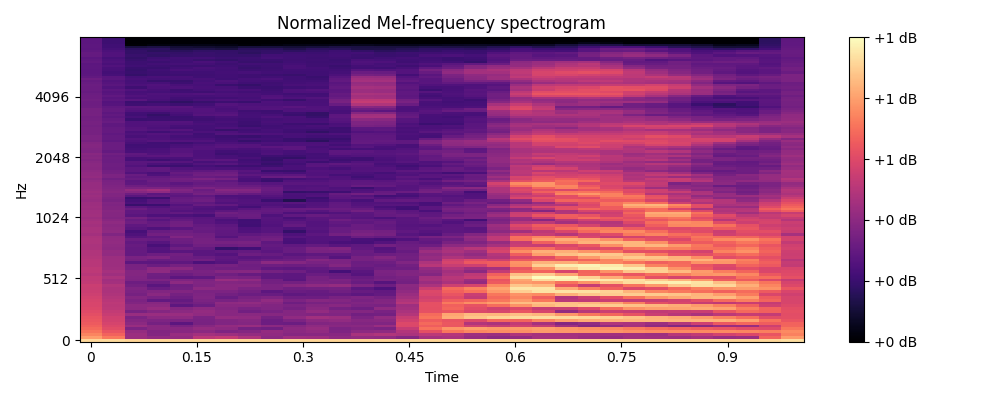 Normalized Mel-frequency spectrogram
+1 dB
+1 dB
+1 dB
+0 dB
+0 dB
+0 dB
Hz
4096
2048
1024
512
0
0 0.15 0.3 0.45 0.6 0.75 0.9
Time